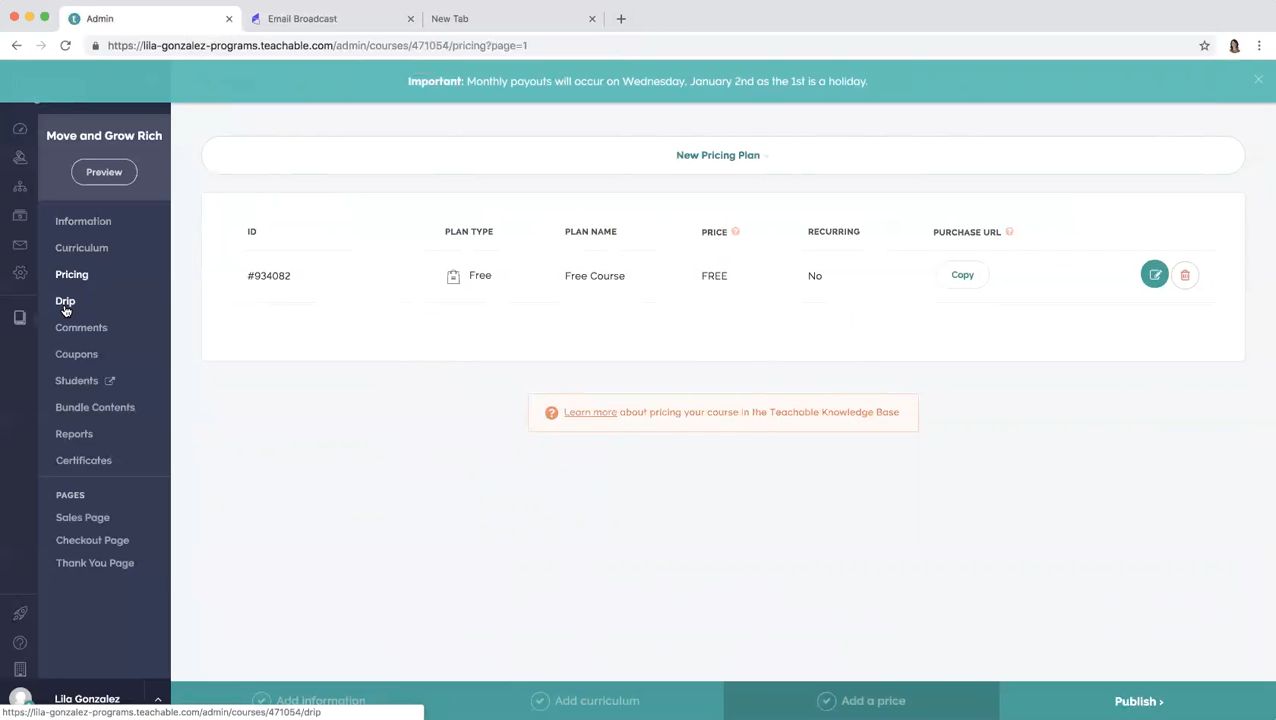 Admin
Email Broadcast
New Tab
https://lila-gonzalez-programs.teachable.com/admin/courses/471054/pricing?page=1
Important: Monthly payouts will occur on Wednesday, January 2nd as the 1st is a holiday.
Move and Grow Rich
Preview
Information
Curriculum
Pricing
Drip
Comments
Coupons
Students
Bundle Contents
Reports
Certificates
PAGES
Sales Page
Checkout Page
Thank You Page
Lila Gonzalez
New Pricing Plan
ID PLAN TYPE PLAN NAME PRICE RECURRING PURCHASE URL
#934082 Free Free Course FREE No Copy
Learn more about pricing your course in the Teachable Knowledge Base
Add information
Add curriculum
Add a price
Publish ›
https://lila-gonzalez-programs.teachable.com/admin/courses/471054/drip